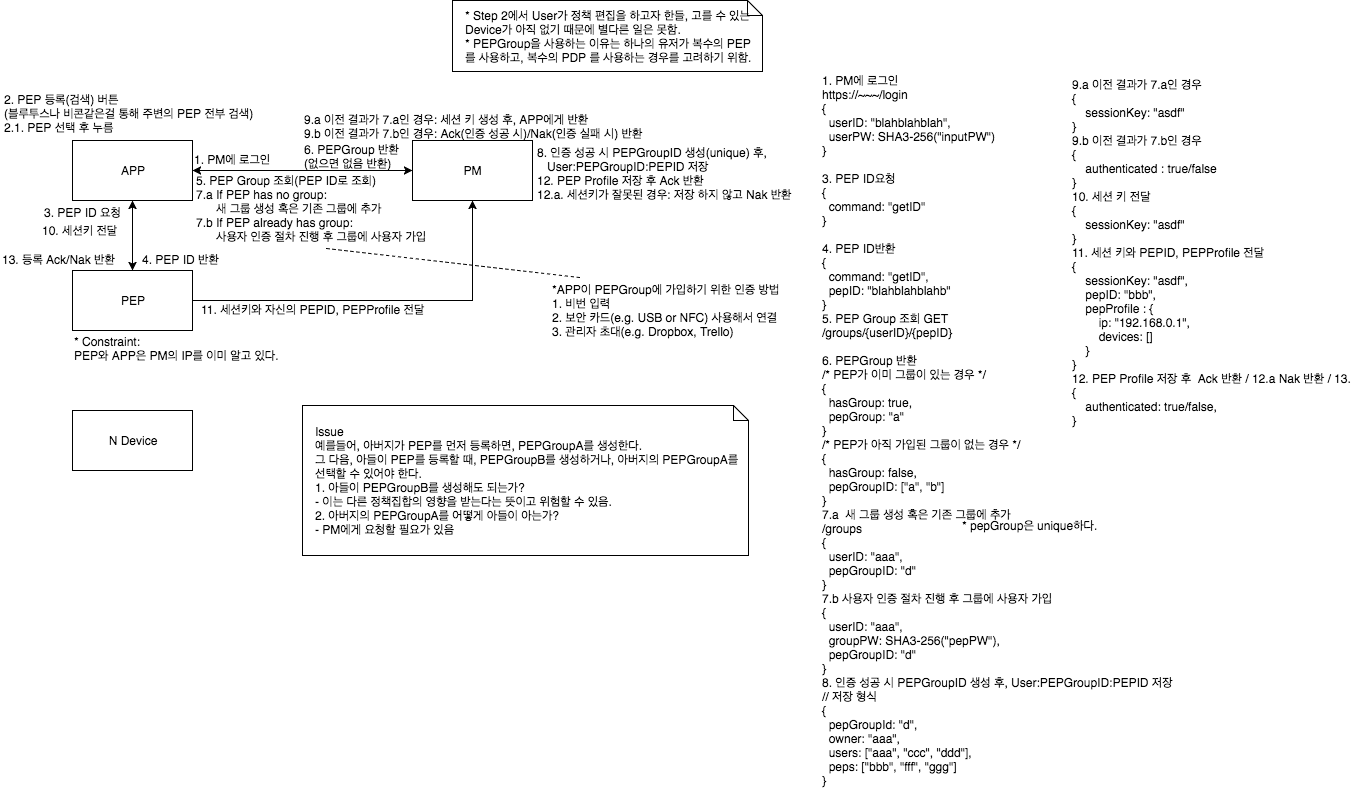 * Step 2에서 User가 정책 편집을 하고자 한들, 고를 수 있는
Device가 아직 없기 때문에 별다른 일은 못함.
* PEPGroup을 사용하는 이유는 하나의 유저가 복수의 PEP
를 사용하고, 복수의 PDP 를 사용하는 경우를 고려하기 위함.
2. PEP 등록(검색) 버튼
(블루투스나 비콘같은걸 통해 주변의 PEP 전부 검색)
2.1. PEP 선택 후 누름
9.a 이전 결과가 7.a인 경우: 세션 키 생성 후, APP에게 반환
9.b 이전 결과가 7.b인 경우: Ack(인증 성공 시)/Nak(인증 실패 시) 반환
APP
1. PM에 로그인
6. PEPGroup 반환
(없으면 없음 반환)
PM
8. 인증 성공 시 PEPGroupID 생성(unique) 후,
User:PEPGroupID:PEPID 저장
12. PEP Profile 저장 후 Ack 반환
12.a. 세션키가 잘못된 경우: 저장 하지 않고 Nak 반환
5. PEP Group 조회(PEP ID로 조회)
7.a If PEP has no group:
새 그룹 생성 혹은 기존 그룹에 추가
7.b If PEP already has group:
사용자 인증 절차 진행 후 그룹에 사용자 가입
3. PEP ID 요청
10. 세션키 전달
13. 등록 Ack/Nak 반환
4. PEP ID 반환
PEP
11. 세션키와 자신의 PEPID, PEPProfile 전달
* Constraint:
PEP와 APP은 PM의 IP를 이미 알고 있다.
*APP이 PEPGroup에 가입하기 위한 인증 방법
1. 비번 입력
2. 보안 카드(e.g. USB or NFC) 사용해서 연결
3. 관리자 초대(e.g. Dropbox, Trello)
N Device
Issue
예를들어, 아버지가 PEP를 먼저 등록하면, PEPGroupA를 생성한다.
그 다음, 아들이 PEP를 등록할 때, PEPGroupB를 생성하거나, 아버지의 PEPGroupA를
선택할 수 있어야 한다.
1. 아들이 PEPGroupB를 생성해도 되는가?
- 이는 다른 정책집합의 영향을 받는다는 뜻이고 위험할 수 있음.
2. 아버지의 PEPGroupA를 어떻게 아들이 아는가?
- PM에게 요청할 필요가 있음
1. PM에 로그인
https://~~~/login
{
userID: "blahblahblah",
userPW: SHA3-256("inputPW")
}
3. PEP ID요청
{
command: "getID"
}
4. PEP ID반환
{
command: "getID",
pepID: "blahblahblahb"
}
5. PEP Group 조회 GET
/groups/{userID}/{pepID}
6. PEPGroup 반환
/* PEP가 이미 그룹이 있는 경우 */
{
hasGroup: true,
pepGroup: "a"
}
/* PEP가 아직 가입된 그룹이 없는 경우 */
{
hasGroup: false,
pepGroupID: ["a", "b"]
}
7.a 새 그룹 생성 혹은 기존 그룹에 추가
/groups
* pepGroup은 unique하다.
{
userID: "aaa",
pepGroupID: "d"
}
7.b 사용자 인증 절차 진행 후 그룹에 사용자 가입
{
userID: "aaa",
groupPW: SHA3-256("pepPW"),
pepGroupID: "d"
}
8. 인증 성공 시 PEPGroupID 생성 후, User:PEPGroupID:PEPID 저장
// 저장 형식
{
pepGroupId: "d",
owner: "aaa",
users: ["aaa", "ccc", "ddd"],
peps: ["bbb", "fff", "ggg"]
}
9.a 이전 결과가 7.a인 경우
{
sessionKey: "asdf"
}
9.b 이전 결과가 7.b인 경우
{
authenticated : true/false
}
10. 세션 키 전달
{
sessionKey: "asdf"
}
11. 세션 키와 PEPID, PEPProfile 전달
{
sessionKey: "asdf",
pepID: "bbb",
pepProfile : {
ip: "192.168.0.1",
devices: []
}
}
12. PEP Profile 저장 후 Ack 반환 / 12.a Nak 반환 / 13.
{
authenticated: true/false,
}